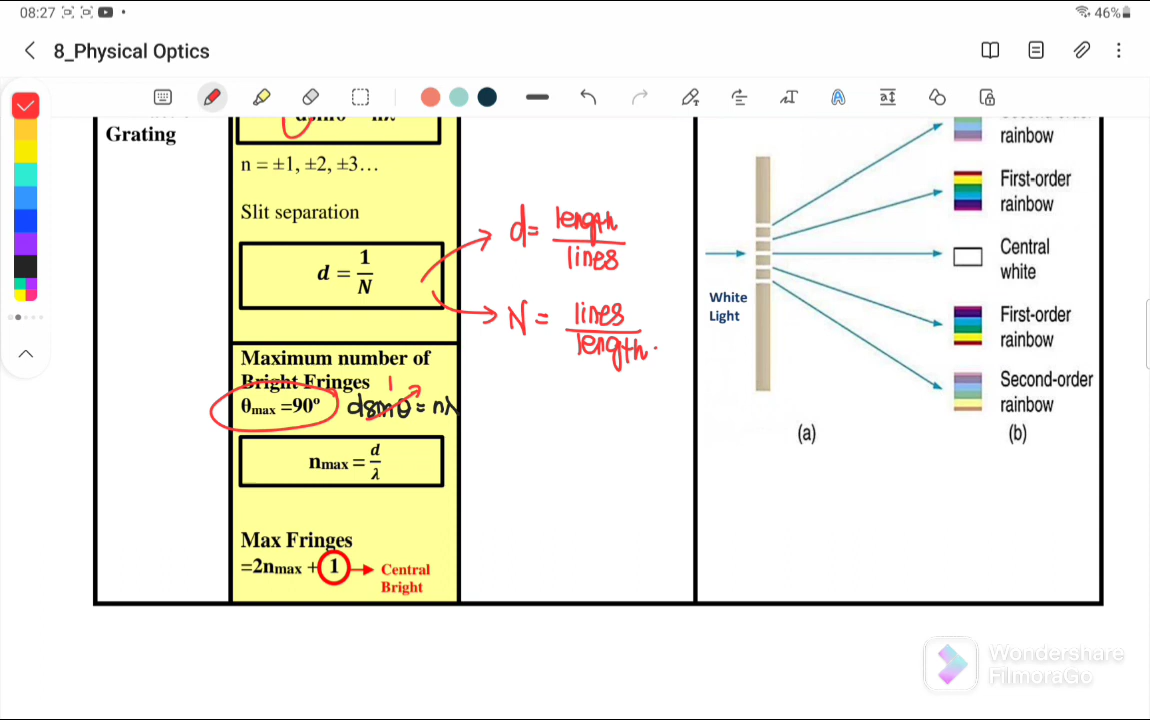 08:27
46%
8_Physical Optics
Grating
n = ±1, ±2, ±3…
Slit separation
d = 1/N
d = length/lines
N = lines/length.
Maximum number of
Bright Fringes
θmax =90º
1
dsinθ = nλ
nmax = d/λ
Max Fringes
=2nmax + 1
Central
Bright
rainbow
First-order
rainbow
Central
white
White
Light
First-order
rainbow
Second-order
rainbow
(a)
(b)
Wondershare
FilmoraGo